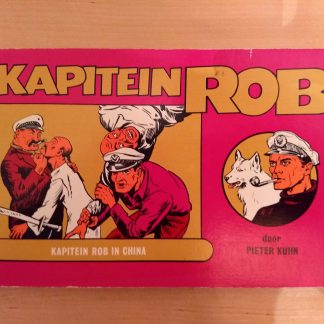 KAPITEIN ROB
KAPITEIN ROB IN CHINA
door
PIETER KUHN